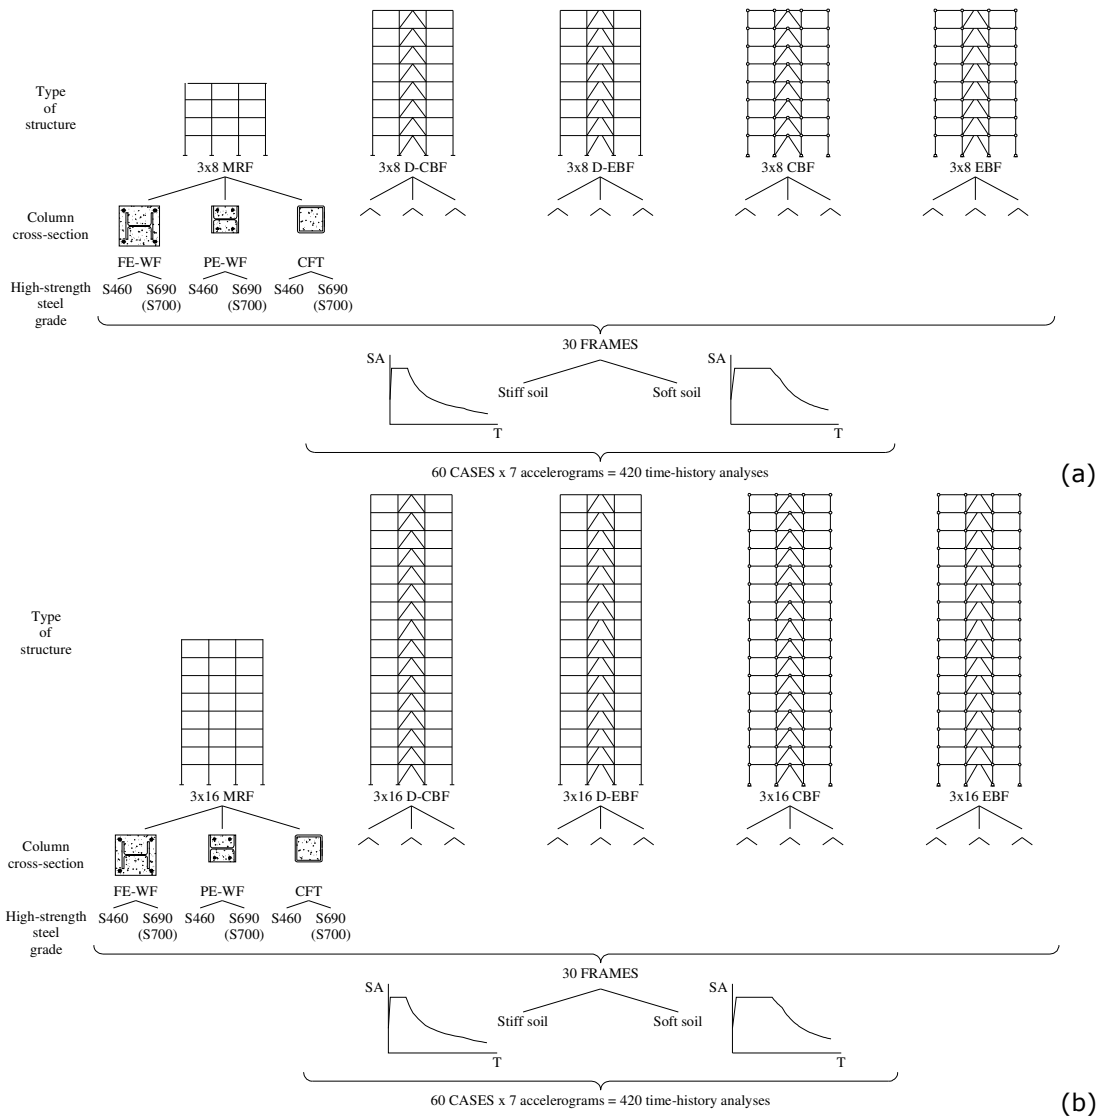 Type
of
structure
3x8 MRF
3x8 D-CBF
3x8 D-EBF
3x8 CBF
3x8 EBF
Column
cross-section
FE-WF
PE-WF
CFT
High-strength
steel
grade
S460
S690
(S700)
S460
S690
(S700)
S460
S690
(S700)
30 FRAMES
SA
T
Stiff soil
Soft soil
SA
T
60 CASES x 7 accelerograms = 420 time-history analyses
(a)
Type
of
structure
3x16 MRF
3x16 D-CBF
3x16 D-EBF
3x16 CBF
3x16 EBF
Column
cross-section
FE-WF
PE-WF
CFT
High-strength
steel
grade
S460
S690
(S700)
S460
S690
(S700)
S460
S690
(S700)
30 FRAMES
SA
T
Stiff soil
Soft soil
SA
T
60 CASES x 7 accelerograms = 420 time-history analyses
(b)